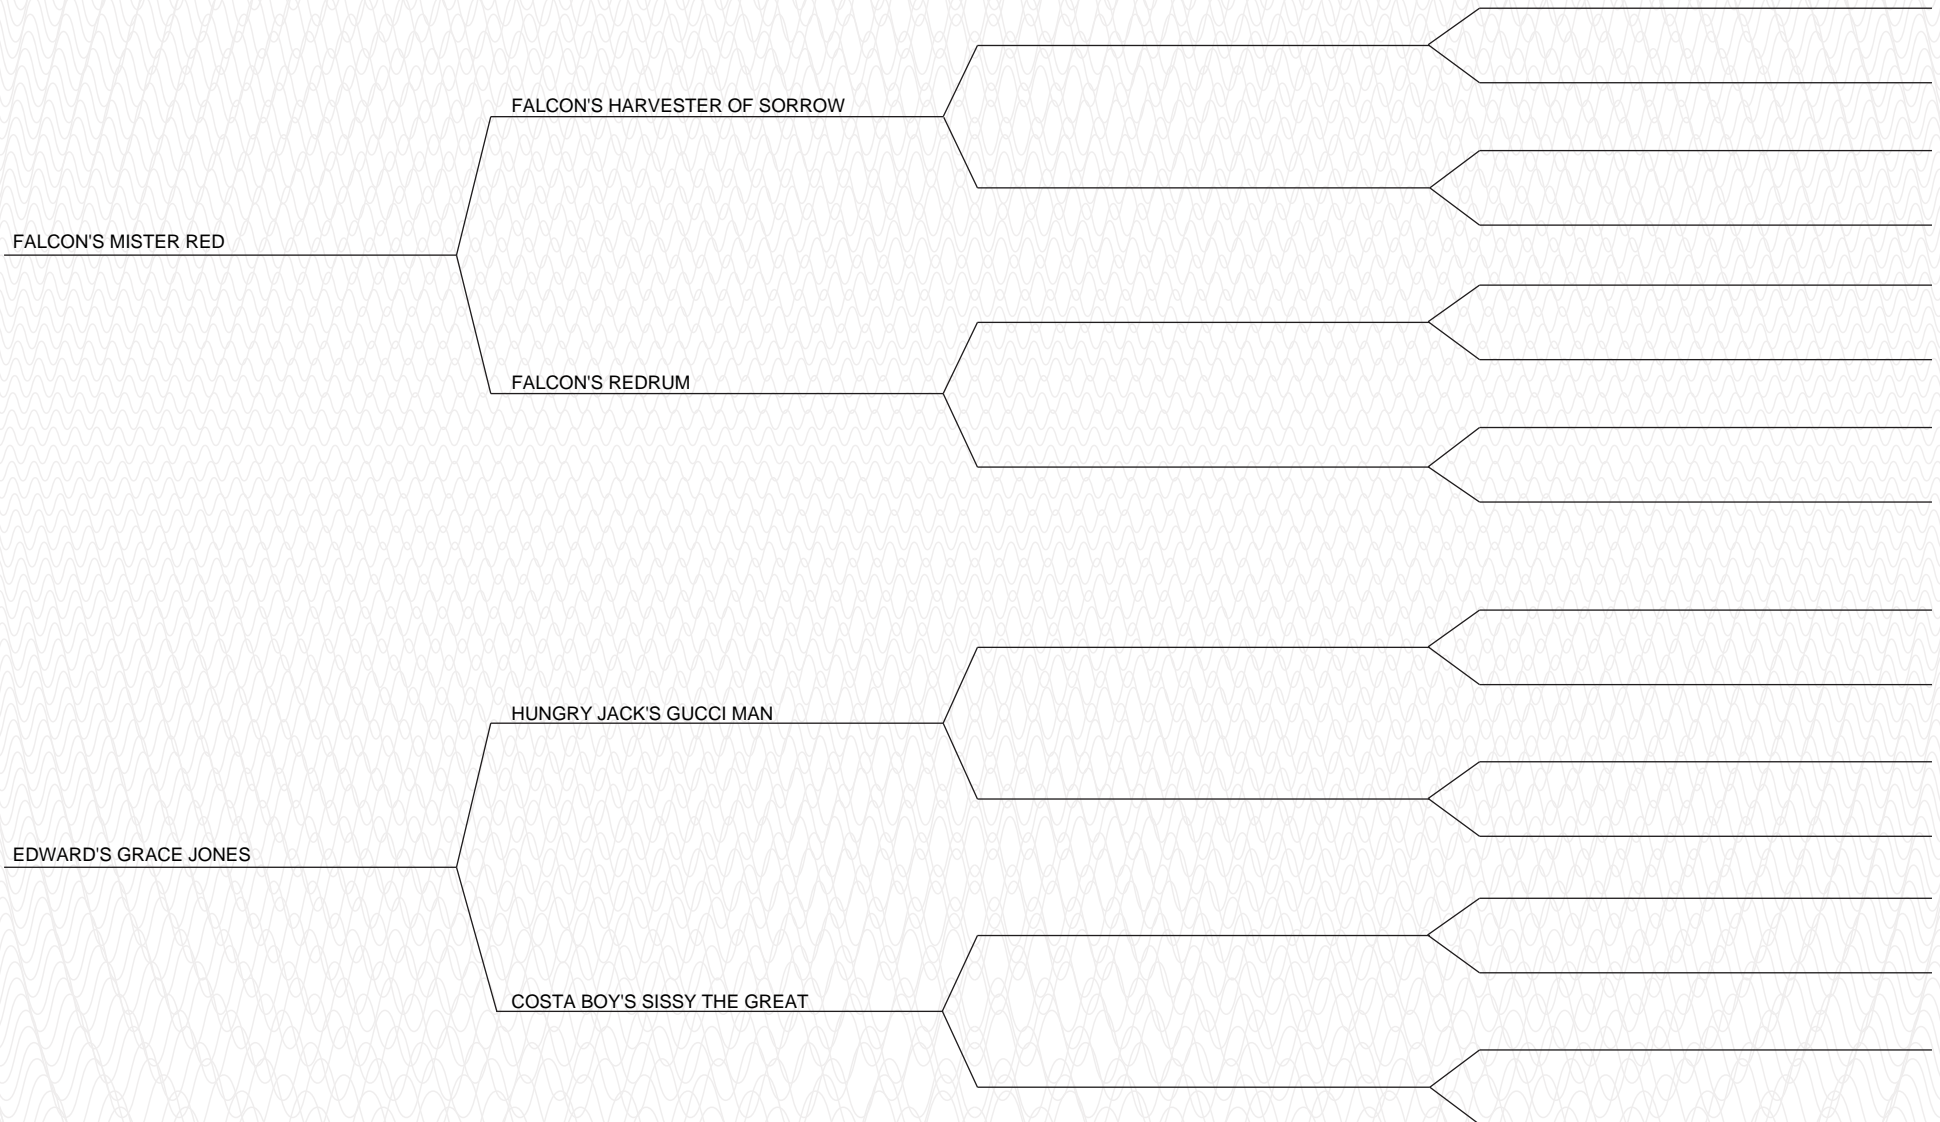 FALCON'S HARVESTER OF SORROW
FALCON'S MISTER RED
FALCON'S REDRUM
HUNGRY JACK'S GUCCI MAN
EDWARD'S GRACE JONES
COSTA BOY'S SISSY THE GREAT